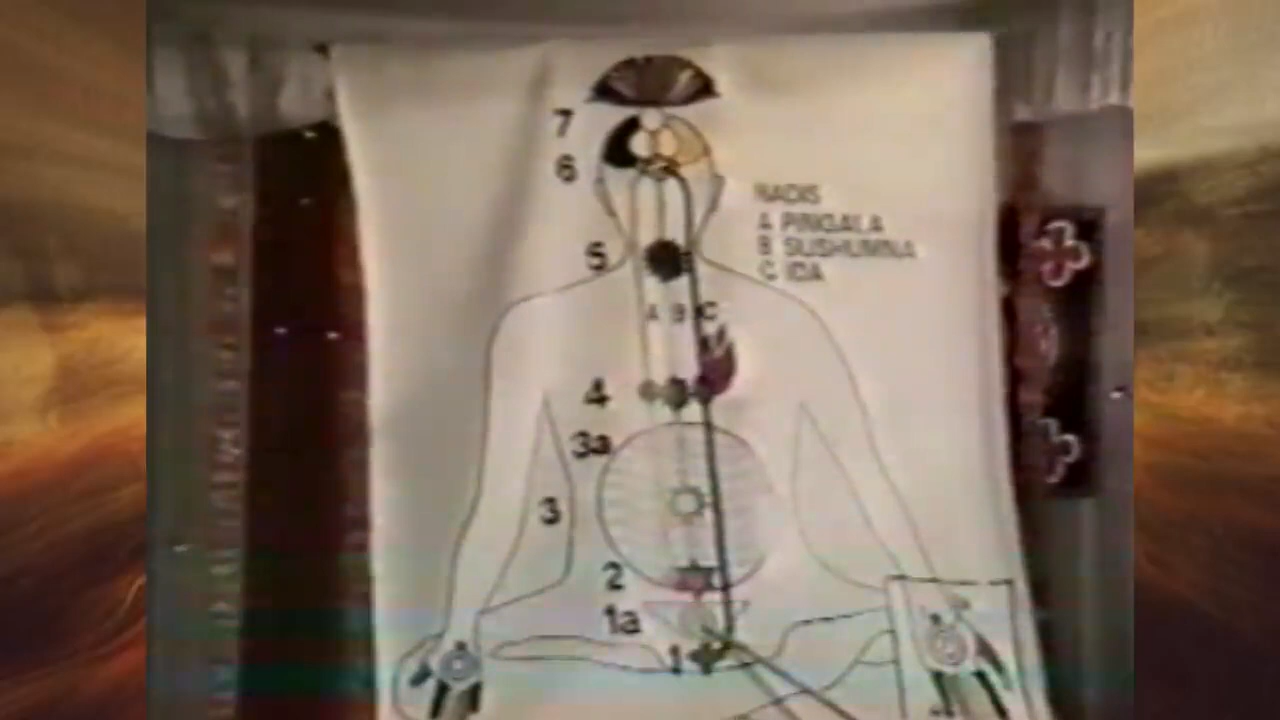 7
6
NADIS
A PINGALA
B SUSHUMNA
C IDA
5
A B C
4
3a
3
2
1a
1